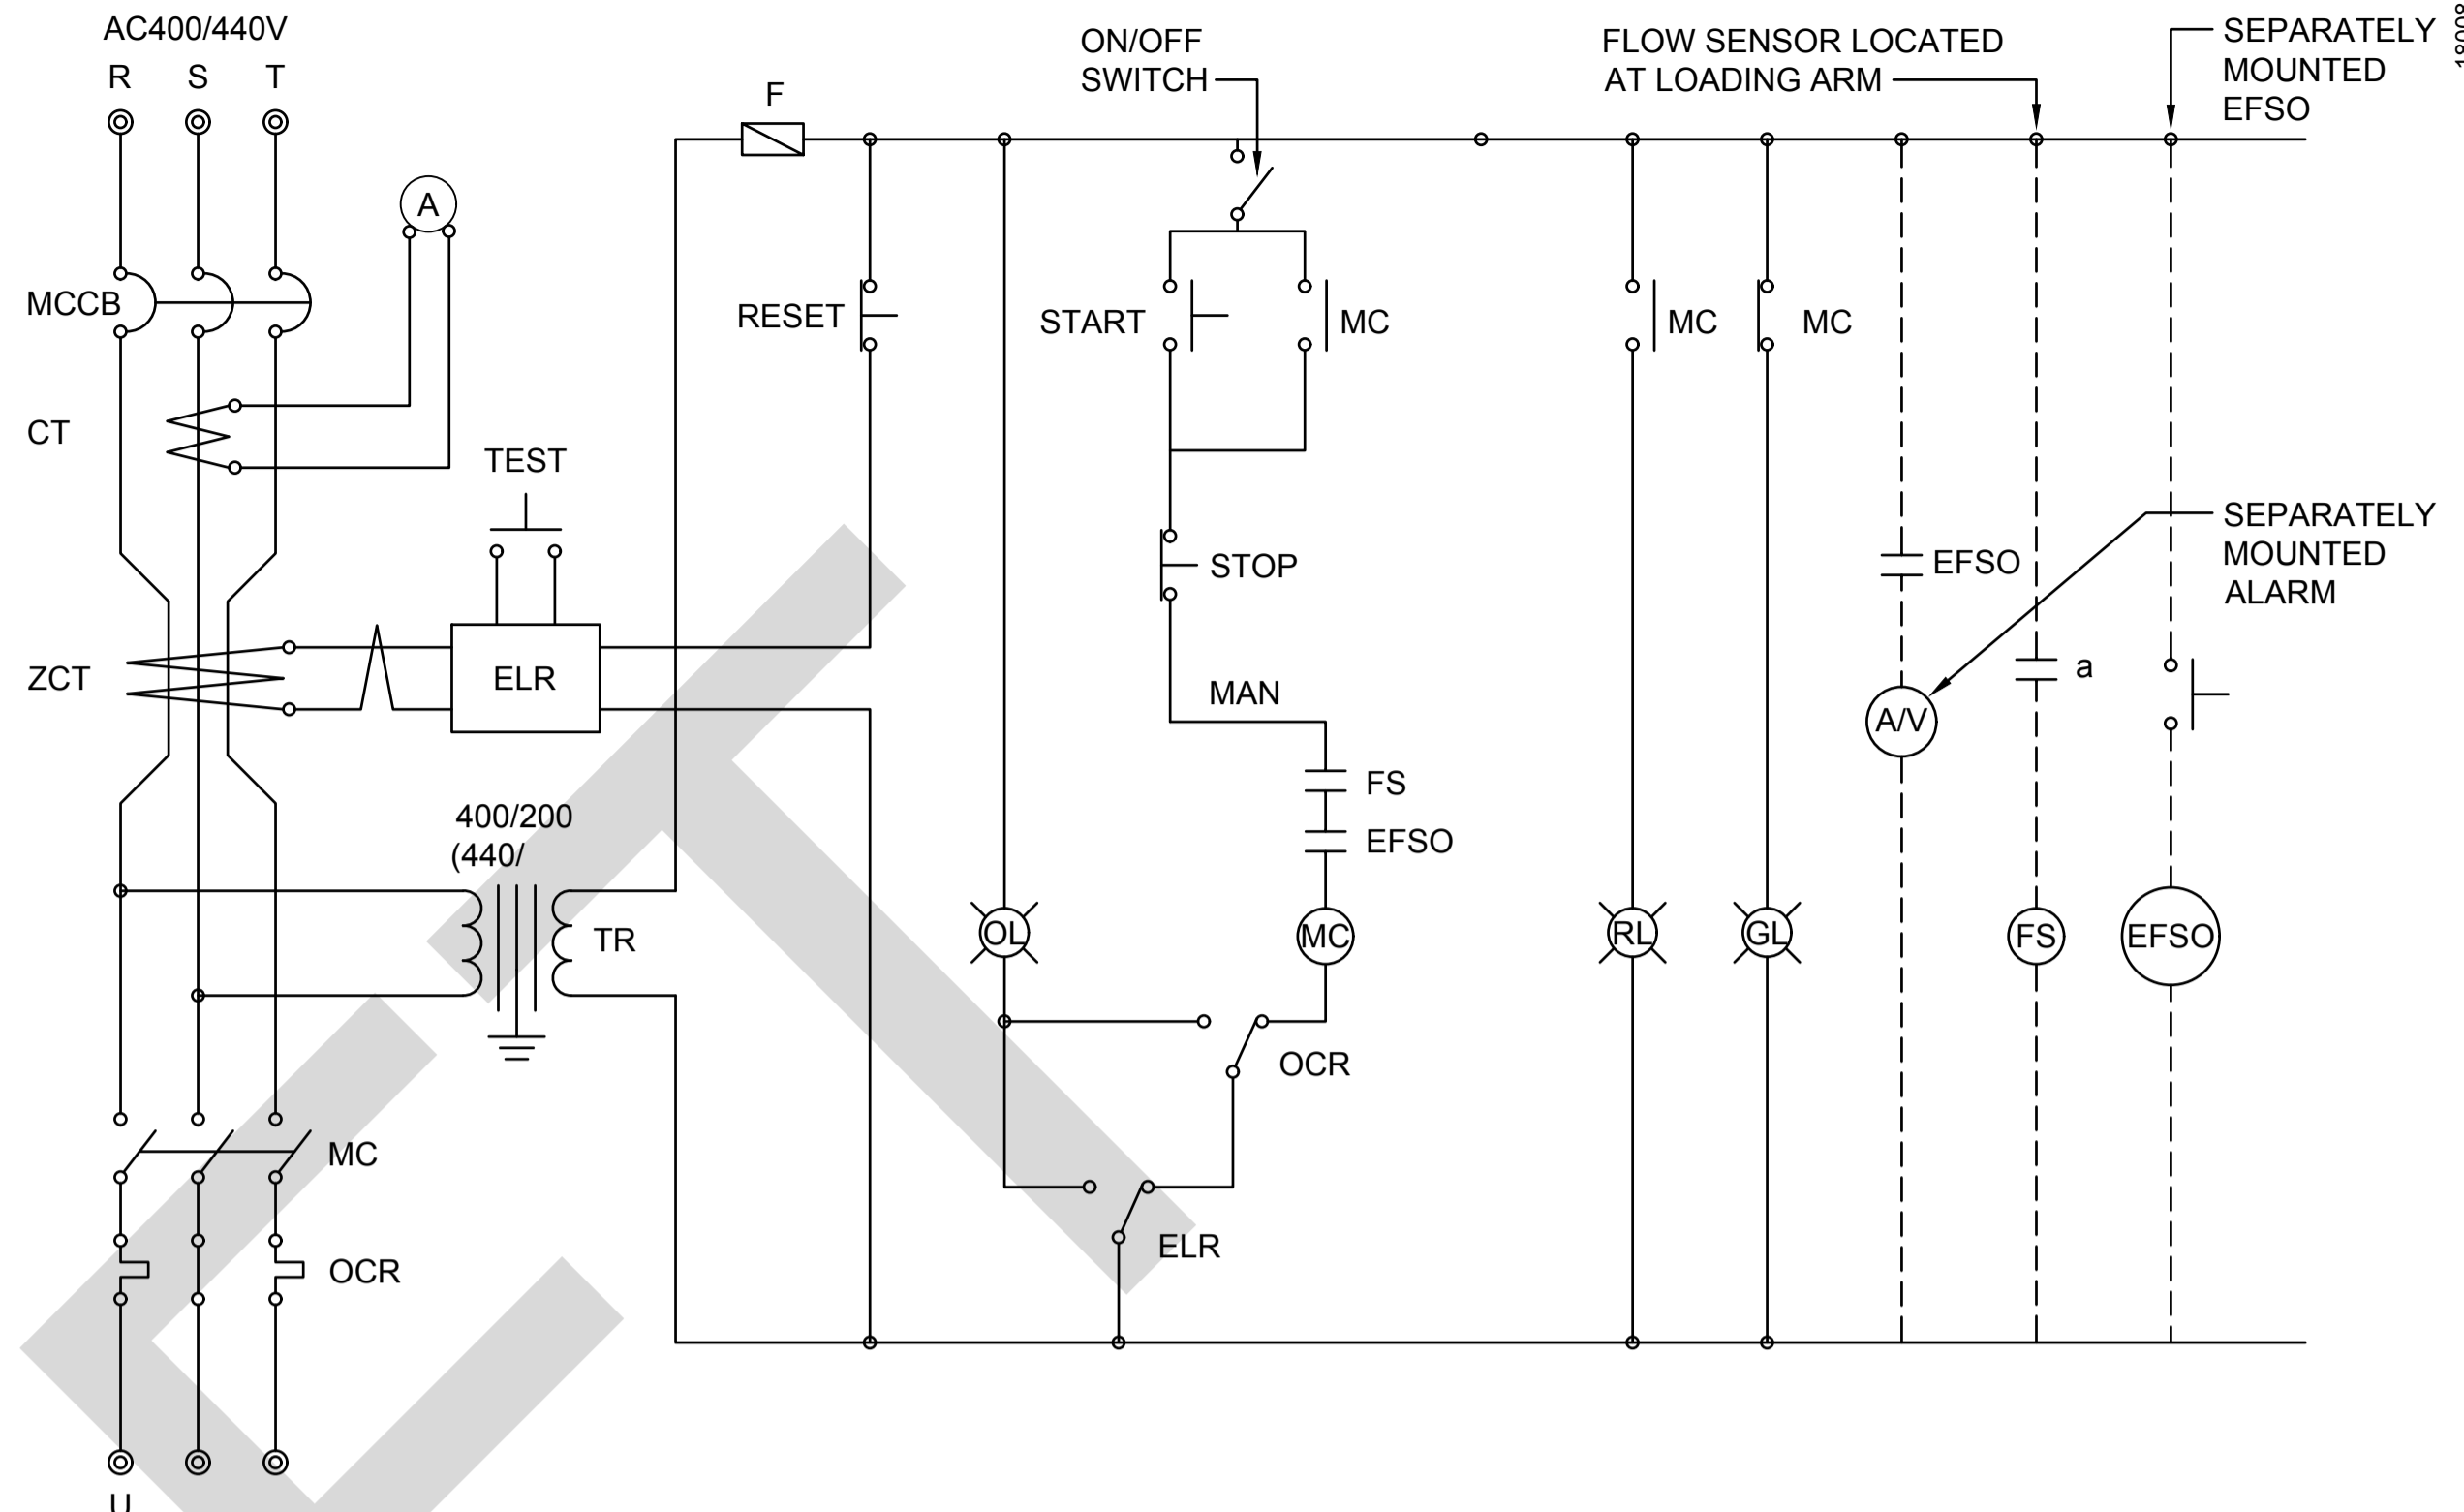 AC400/440V
R S T
F
ON/OFF
SWITCH
FLOW SENSOR LOCATED
AT LOADING ARM
SEPARATELY
MOUNTED
EFSO
18008
A
MCCB
RESET
START
MC
MC
MC
CT
TEST
STOP
EFSO
SEPARATELY
MOUNTED
ALARM
ZCT
ELR
MAN
a
A/V
FS
EFSO
400/200
(440/
TR
OL
MC
RL
GL
FS
EFSO
OCR
MC
ELR
OCR
U